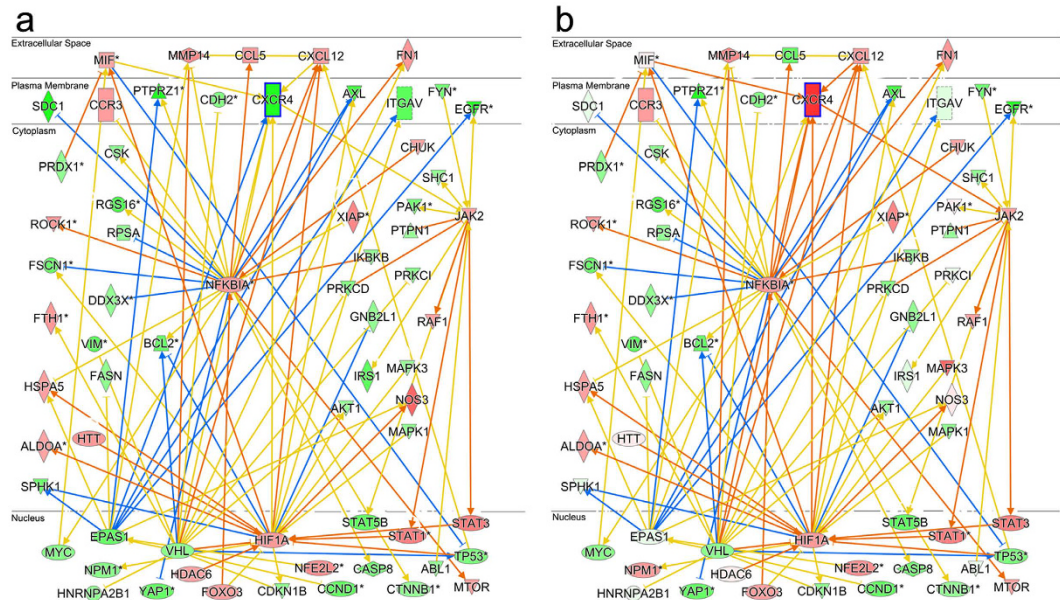 a
Extracellular Space
MIF*
MMP14
CCL5
CXCL12
FN1
Plasma Membrane
SDC1
CCR3
PTPRZ1*
CDH2*
CXCR4
AXL
ITGAV
FYN*
EGFR*
Cytoplasm
PRDX1*
CSK
CHUK
SHC1
RGS16*
ROCK1*
RPSA
XIAP*
PAK1*
JAK2
PTPN1
FSCN1*
NFKBIA*
IKBKB
PRKCI
DDX3X*
PRKCD
FTH1*
GNB2L1
RAF1
VIM*
BCL2*
HSPA5
FASN
IRS1
MAPK3
NOS3
AKT1
ALDOA*
HTT
MAPK1
SPHK1
Nucleus
EPAS1
STAT5B
STAT3
MYC
VHL
HIF1A
STAT1*
TP53*
NPM1*
HDAC6
NFE2L2*
CASP8
ABL1
HNRNPA2B1
YAP1*
FOXO3
CDKN1B
CCND1*
CTNNB1*
MTOR
b
Extracellular Space
MIF*
MMP14
CCL5
CXCL12
FN1
Plasma Membrane
SDC1
CCR3
PTPRZ1*
CDH2*
CXCR4
AXL
ITGAV
FYN*
EGFR*
Cytoplasm
PRDX1*
CSK
CHUK
SHC1
RGS16*
ROCK1*
RPSA
XIAP*
PAK1*
JAK2
PTPN1
FSCN1*
NFKBIA*
IKBKB
PRKCI
DDX3X*
PRKCD
FTH1*
GNB2L1
RAF1
VIM*
BCL2*
HSPA5
FASN
IRS1
MAPK3
NOS3
AKT1
ALDOA*
HTT
MAPK1
SPHK1
Nucleus
EPAS1
STAT5B
STAT3
MYC
VHL
HIF1A
STAT1*
TP53*
NPM1*
HDAC6
NFE2L2*
CASP8
ABL1
HNRNPA2B1
YAP1*
FOXO3
CDKN1B
CCND1*
CTNNB1*
MTOR